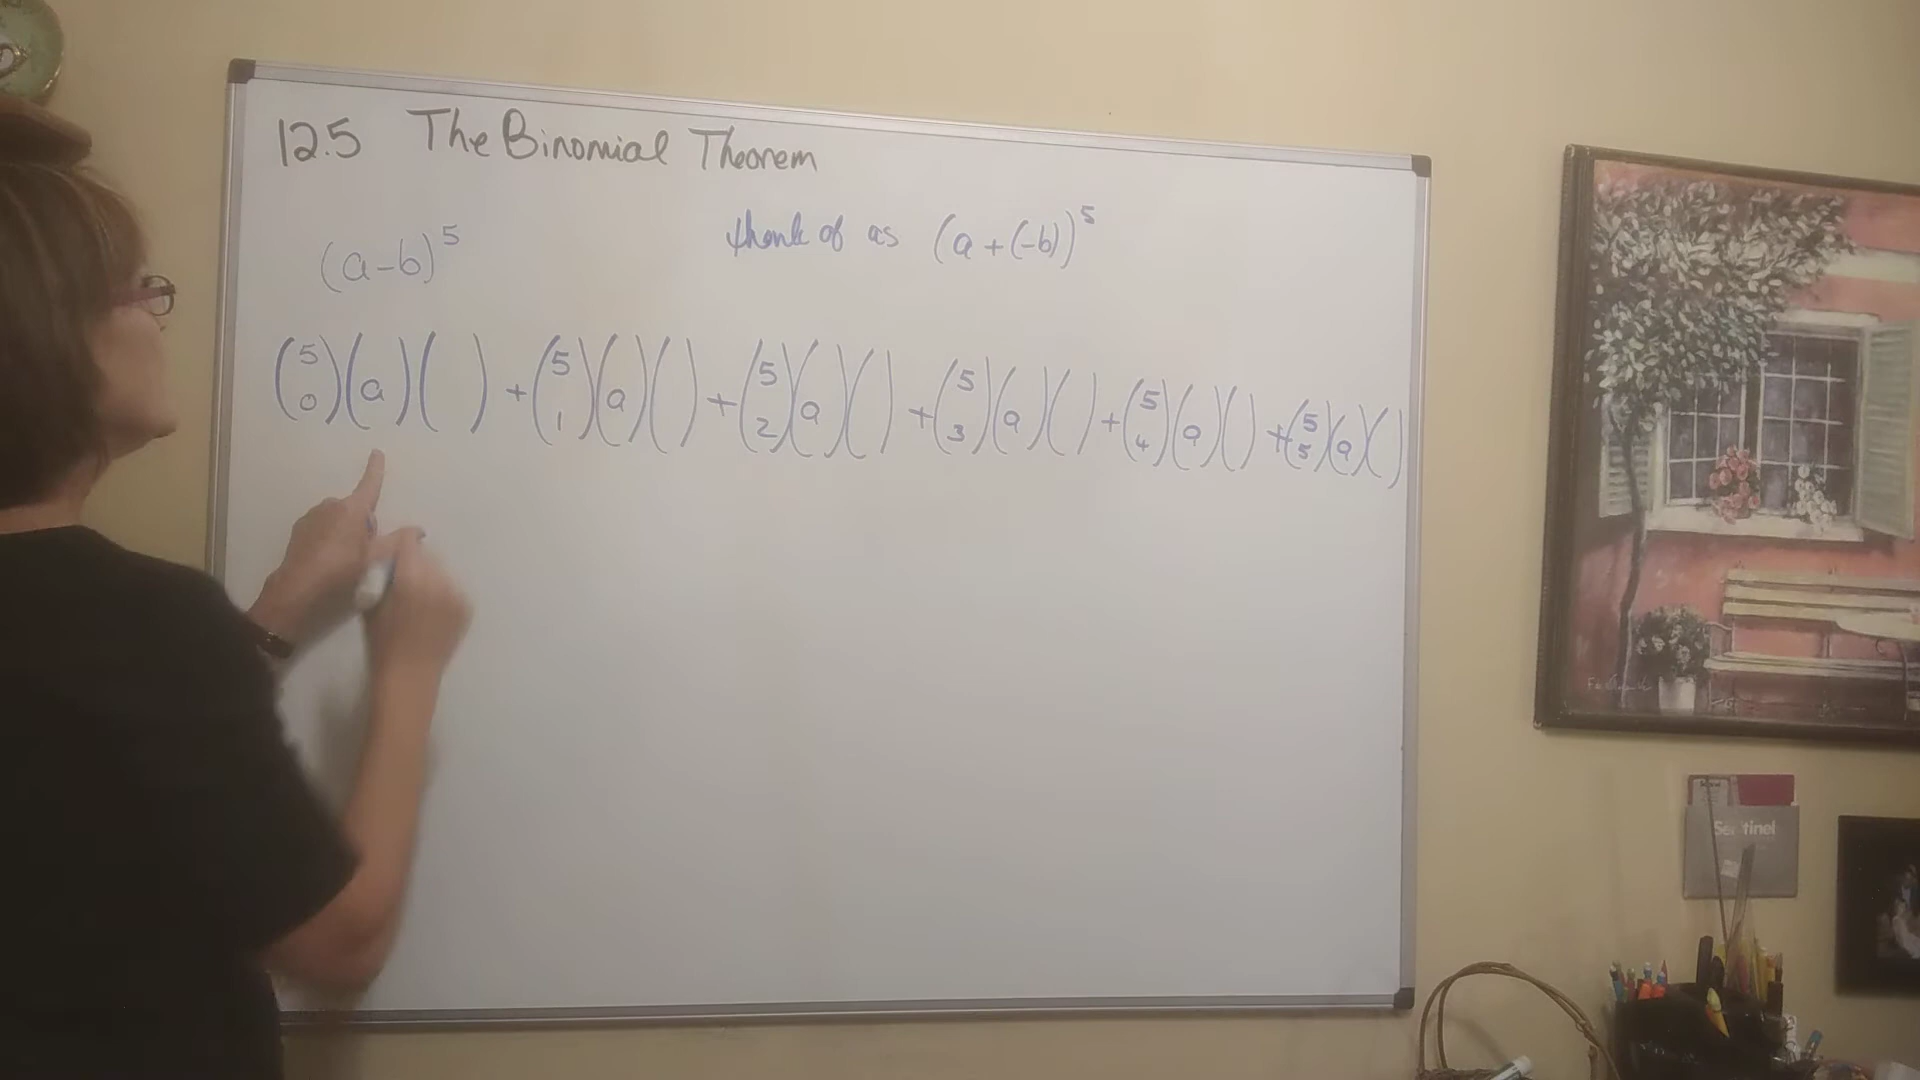 12.5 The Binomial Theorem
(a-b)^5 think of as (a+(-b))^5
(5 0)(a)( ) + (5 1)(a)( ) + (5 2)(a)( ) + (5 3)(a)( ) + (5 4)(a)( ) + (5 5)(a)( )
Sentinel